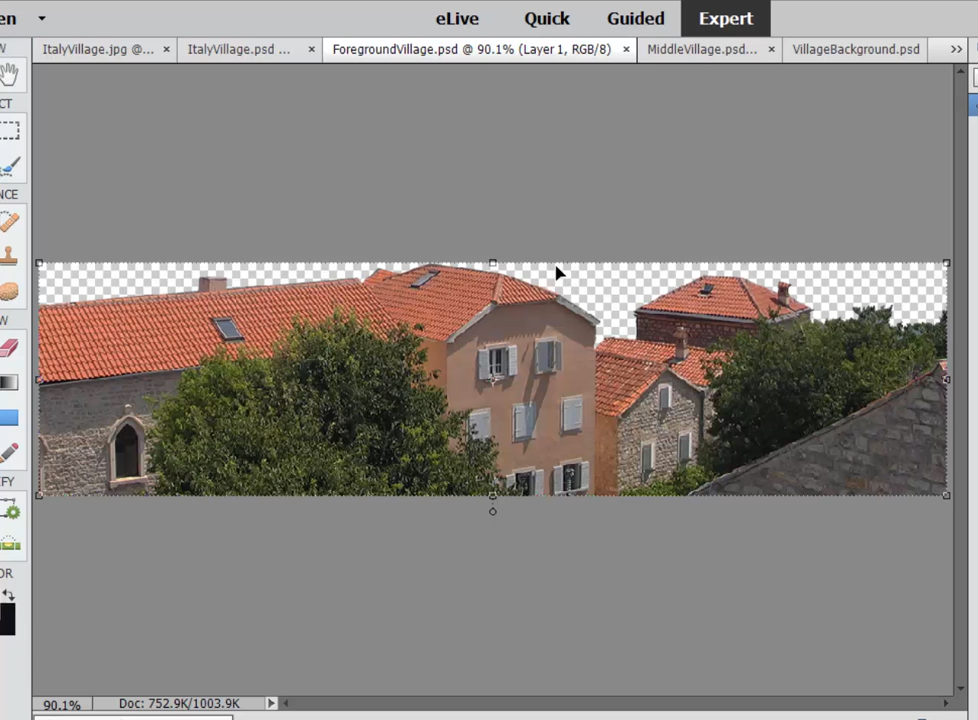 en eLive Quick Guided Expert
ItalyVillage.jpg @... × ItalyVillage.psd ... × ForegroundVillage.psd @ 90.1% (Layer 1, RGB/8) × MiddleVillage.psd... × VillageBackground.psd >>
W
CT
NCE
W
FY
OR
90.1% Doc: 752.9K/1003.9K